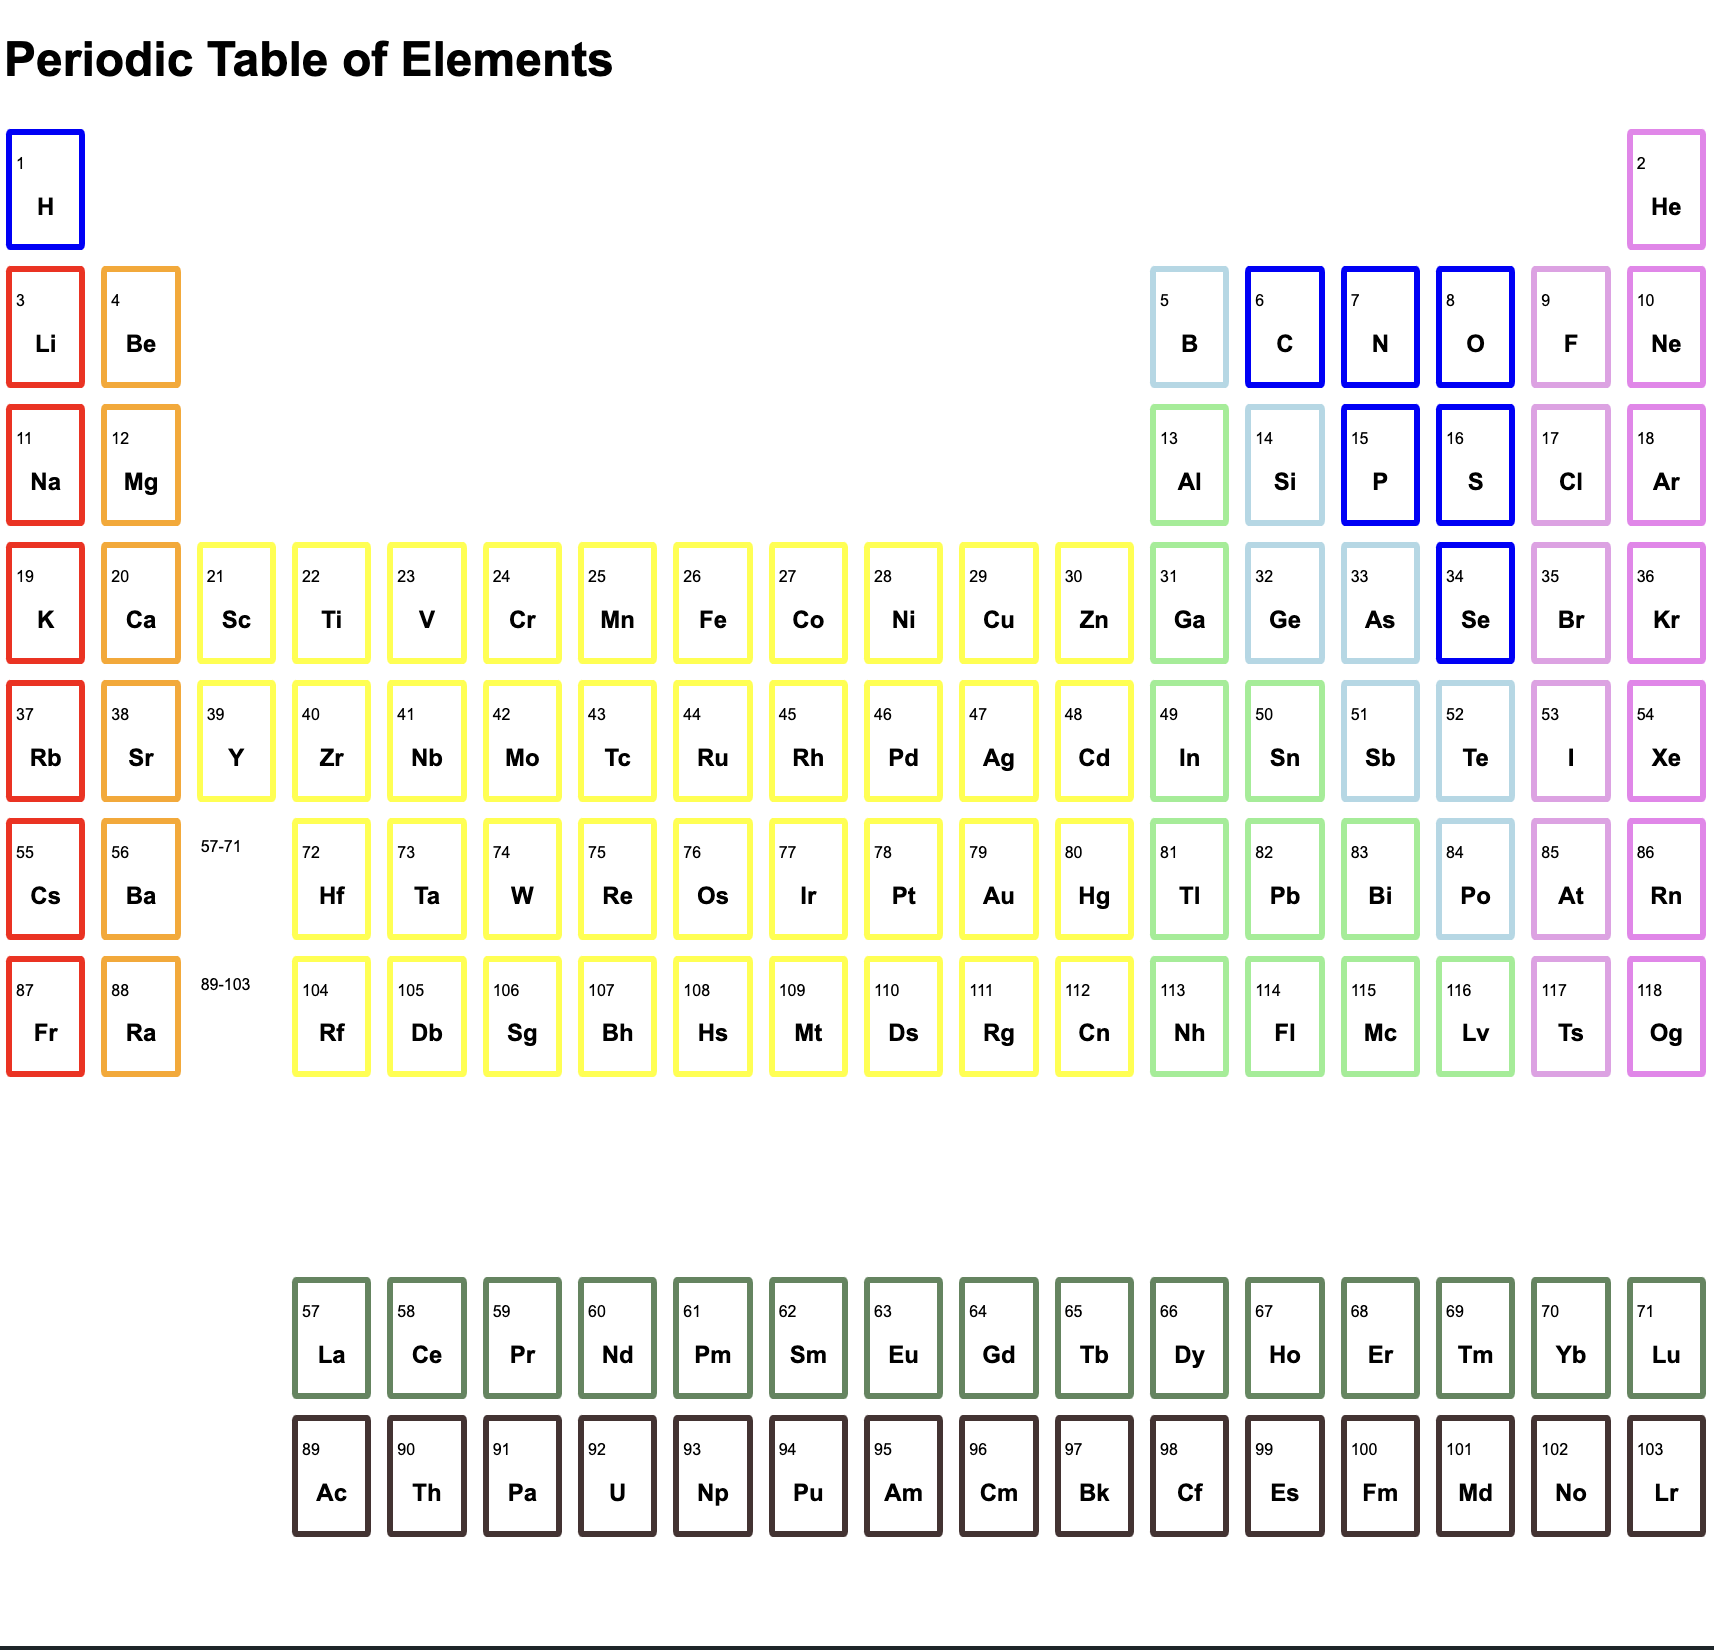 Periodic Table of Elements
1 2
H He
3 4 5 6 7 8 9 10
Li Be B C N O F Ne
11 12 13 14 15 16 17 18
Na Mg Al Si P S Cl Ar
19 20 21 22 23 24 25 26 27 28 29 30 31 32 33 34 35 36
K Ca Sc Ti V Cr Mn Fe Co Ni Cu Zn Ga Ge As Se Br Kr
37 38 39 40 41 42 43 44 45 46 47 48 49 50 51 52 53 54
Rb Sr Y Zr Nb Mo Tc Ru Rh Pd Ag Cd In Sn Sb Te I Xe
55 56 57-71 72 73 74 75 76 77 78 79 80 81 82 83 84 85 86
Cs Ba Hf Ta W Re Os Ir Pt Au Hg Tl Pb Bi Po At Rn
87 88 89-103 104 105 106 107 108 109 110 111 112 113 114 115 116 117 118
Fr Ra Rf Db Sg Bh Hs Mt Ds Rg Cn Nh Fl Mc Lv Ts Og
57 58 59 60 61 62 63 64 65 66 67 68 69 70 71
La Ce Pr Nd Pm Sm Eu Gd Tb Dy Ho Er Tm Yb Lu
89 90 91 92 93 94 95 96 97 98 99 100 101 102 103
Ac Th Pa U Np Pu Am Cm Bk Cf Es Fm Md No Lr